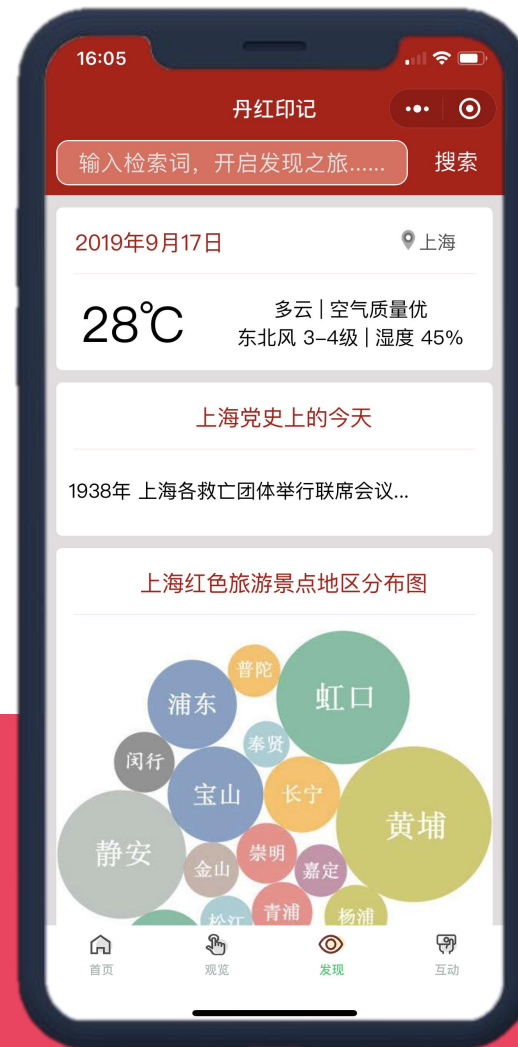 16:05
丹红印记
输入检索词，开启发现之旅......
搜索
2019年9月17日
上海
28℃
多云 | 空气质量优
东北风 3-4级 | 湿度 45%
上海党史上的今天
1938年 上海各救亡团体举行联席会议...
上海红色旅游景点地区分布图
普陀
虹口
浦东
奉贤
闵行
宝山
长宁
黄埔
静安
崇明
金山
嘉定
青浦
杨浦
松江
首页
观览
发现
互动